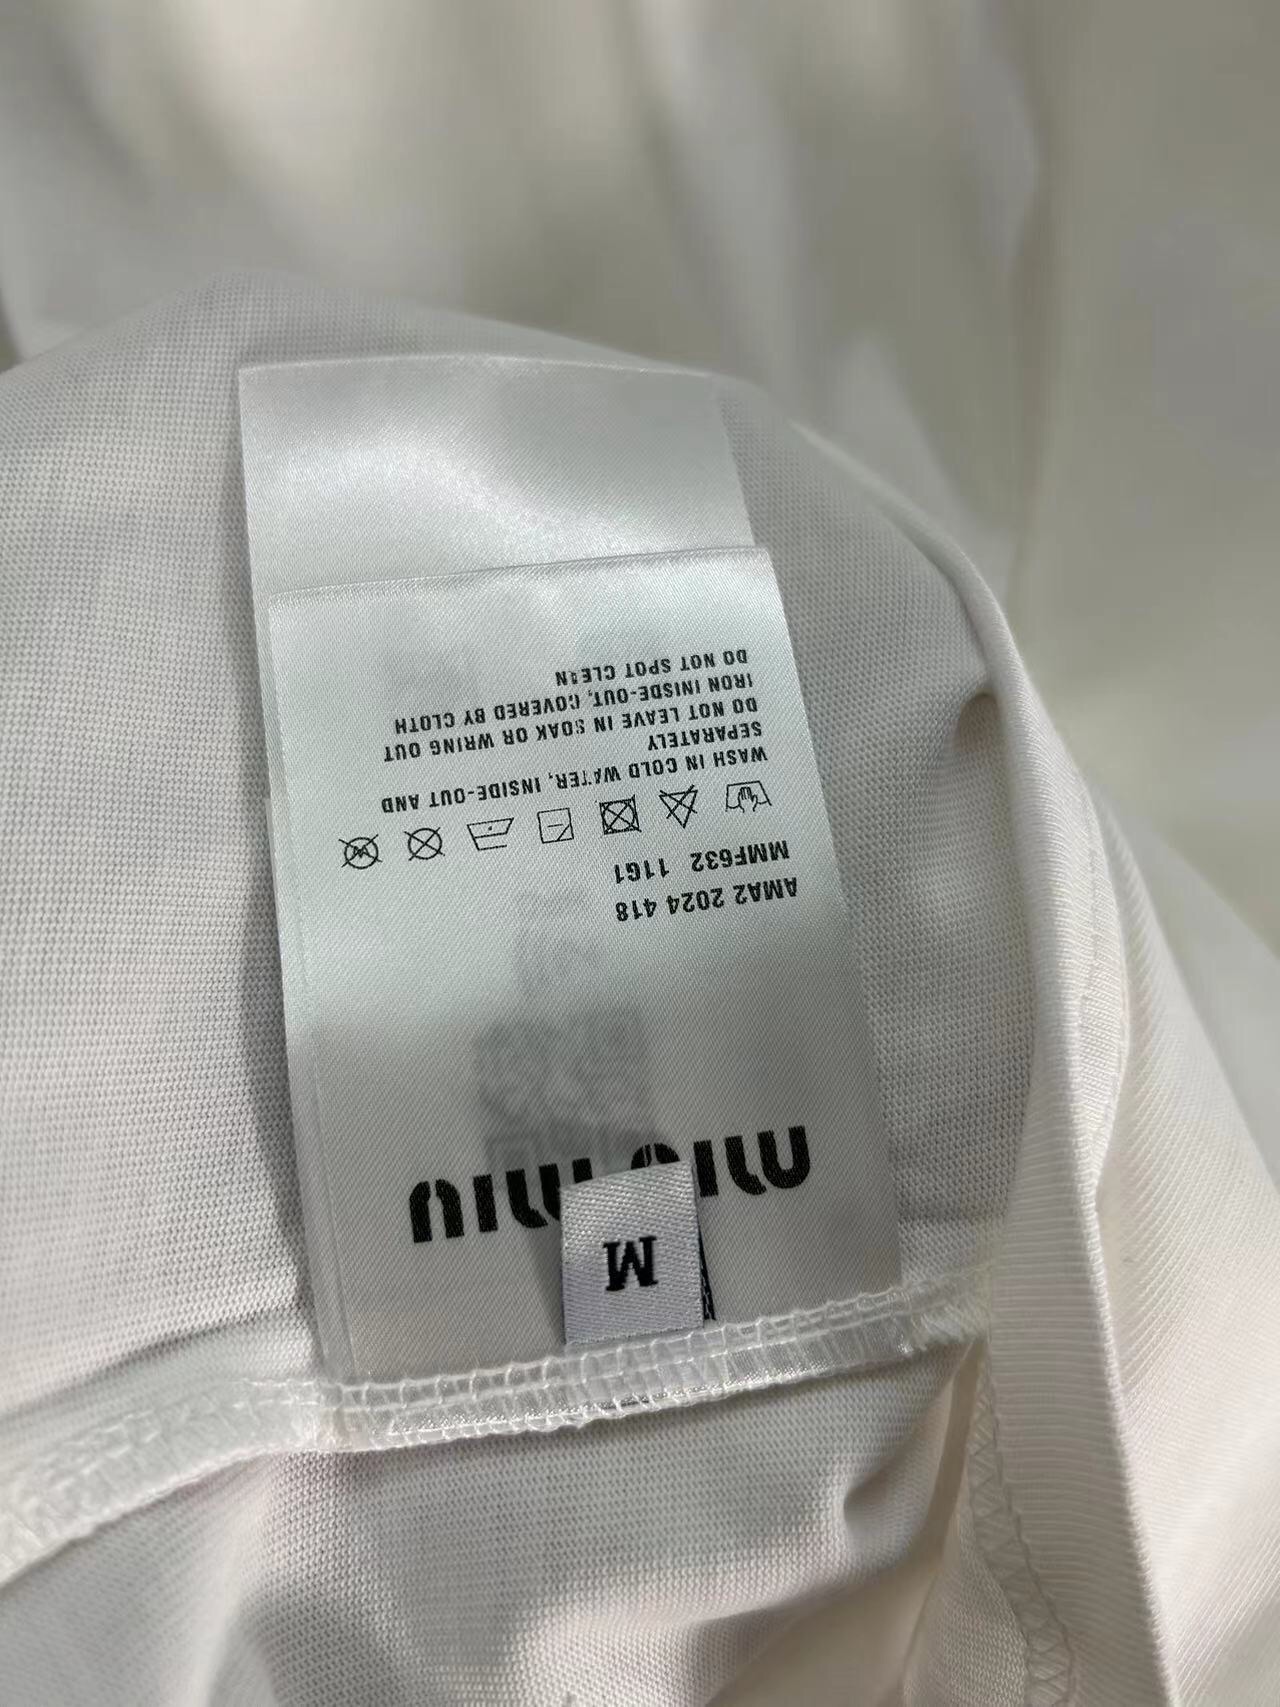 miu miu
M
AMA2 2024 418
MMF632 11G1
WASH IN COLD WATER, INSIDE-OUT AND
SEPARATELY
DO NOT LEAVE IN SOAK OR WRING OUT
IRON INISDE-OUT, COVERED BY CLOTH
DO NOT SPOT CLEAN